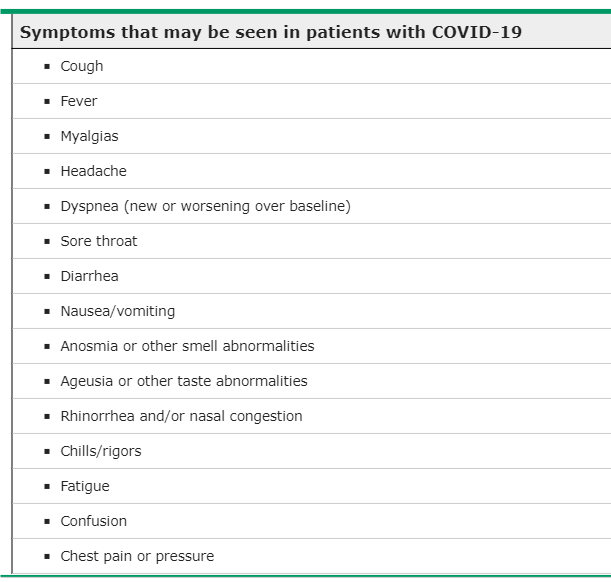 Symptoms that may be seen in patients with COVID-19
▪ Cough
▪ Fever
▪ Myalgias
▪ Headache
▪ Dyspnea (new or worsening over baseline)
▪ Sore throat
▪ Diarrhea
▪ Nausea/vomiting
▪ Anosmia or other smell abnormalities
▪ Ageusia or other taste abnormalities
▪ Rhinorrhea and/or nasal congestion
▪ Chills/rigors
▪ Fatigue
▪ Confusion
▪ Chest pain or pressure